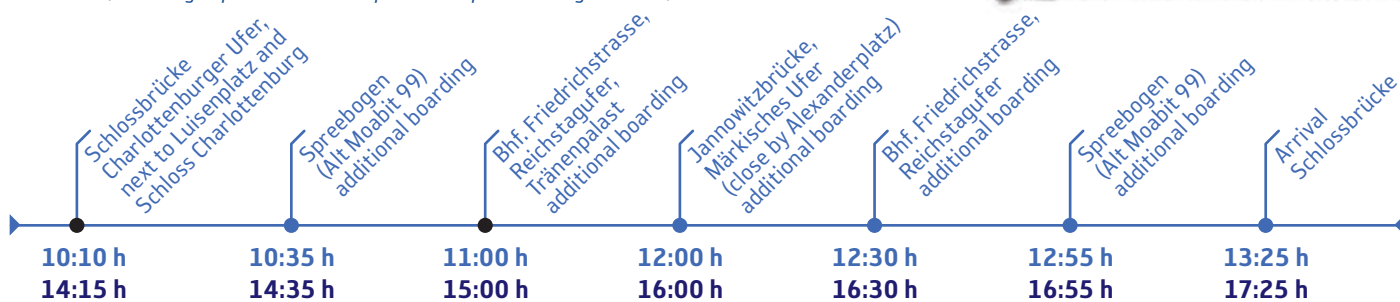 Schlossbrücke
Charlottenburger Ufer,
next to Luisenplatz and
Schloss Charlottenburg
Spreebogen
(Alt Moabit 99)
additional boarding
Bhf. Friedrichstrasse,
Reichstagufer,
Tränenpalast
additional boarding
Jannowitzbrücke,
Märkisches Ufer
(close by Alexanderplatz)
additional boarding
Bhf. Friedrichstrasse,
Reichstagufer
additional boarding
Spreebogen
(Alt Moabit 99)
additional boarding
Arrival
Schlossbrücke
10:10 h 10:35 h 11:00 h 12:00 h 12:30 h 12:55 h 13:25 h
14:15 h 14:35 h 15:00 h 16:00 h 16:30 h 16:55 h 17:25 h